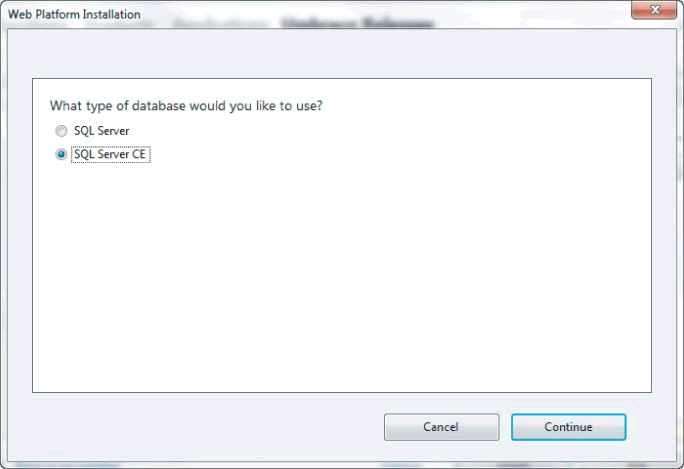 Web Platform Installation
What type of database would you like to use?
SQL Server
SQL Server CE
Cancel
Continue